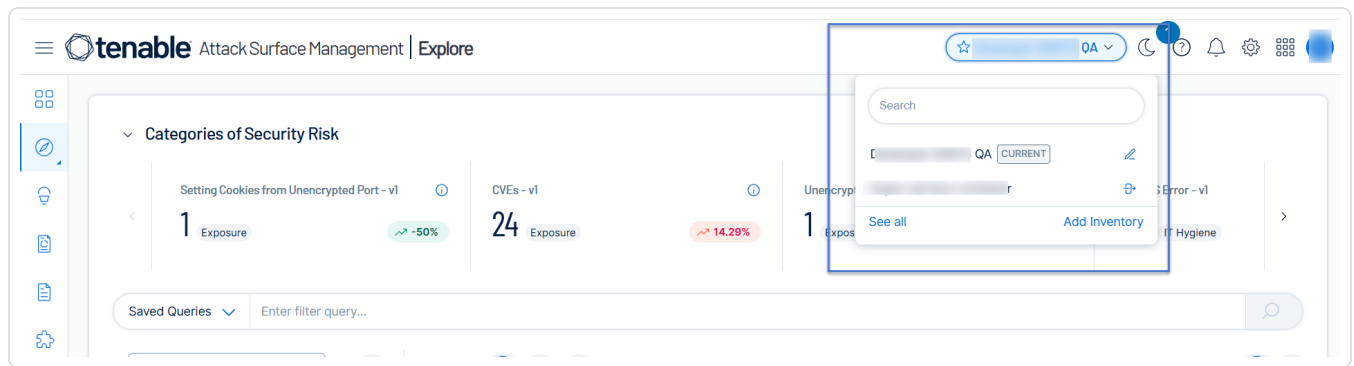 tenable Attack Surface Management | Explore
QA
1
?
Search
QA CURRENT
See all
Add Inventory
Categories of Security Risk
Setting Cookies from Unencrypted Port - v1
1 Exposure
-50%
CVEs - v1
24 Exposure
14.29%
1
Error - v1
IT Hygiene
Saved Queries
Enter filter query...